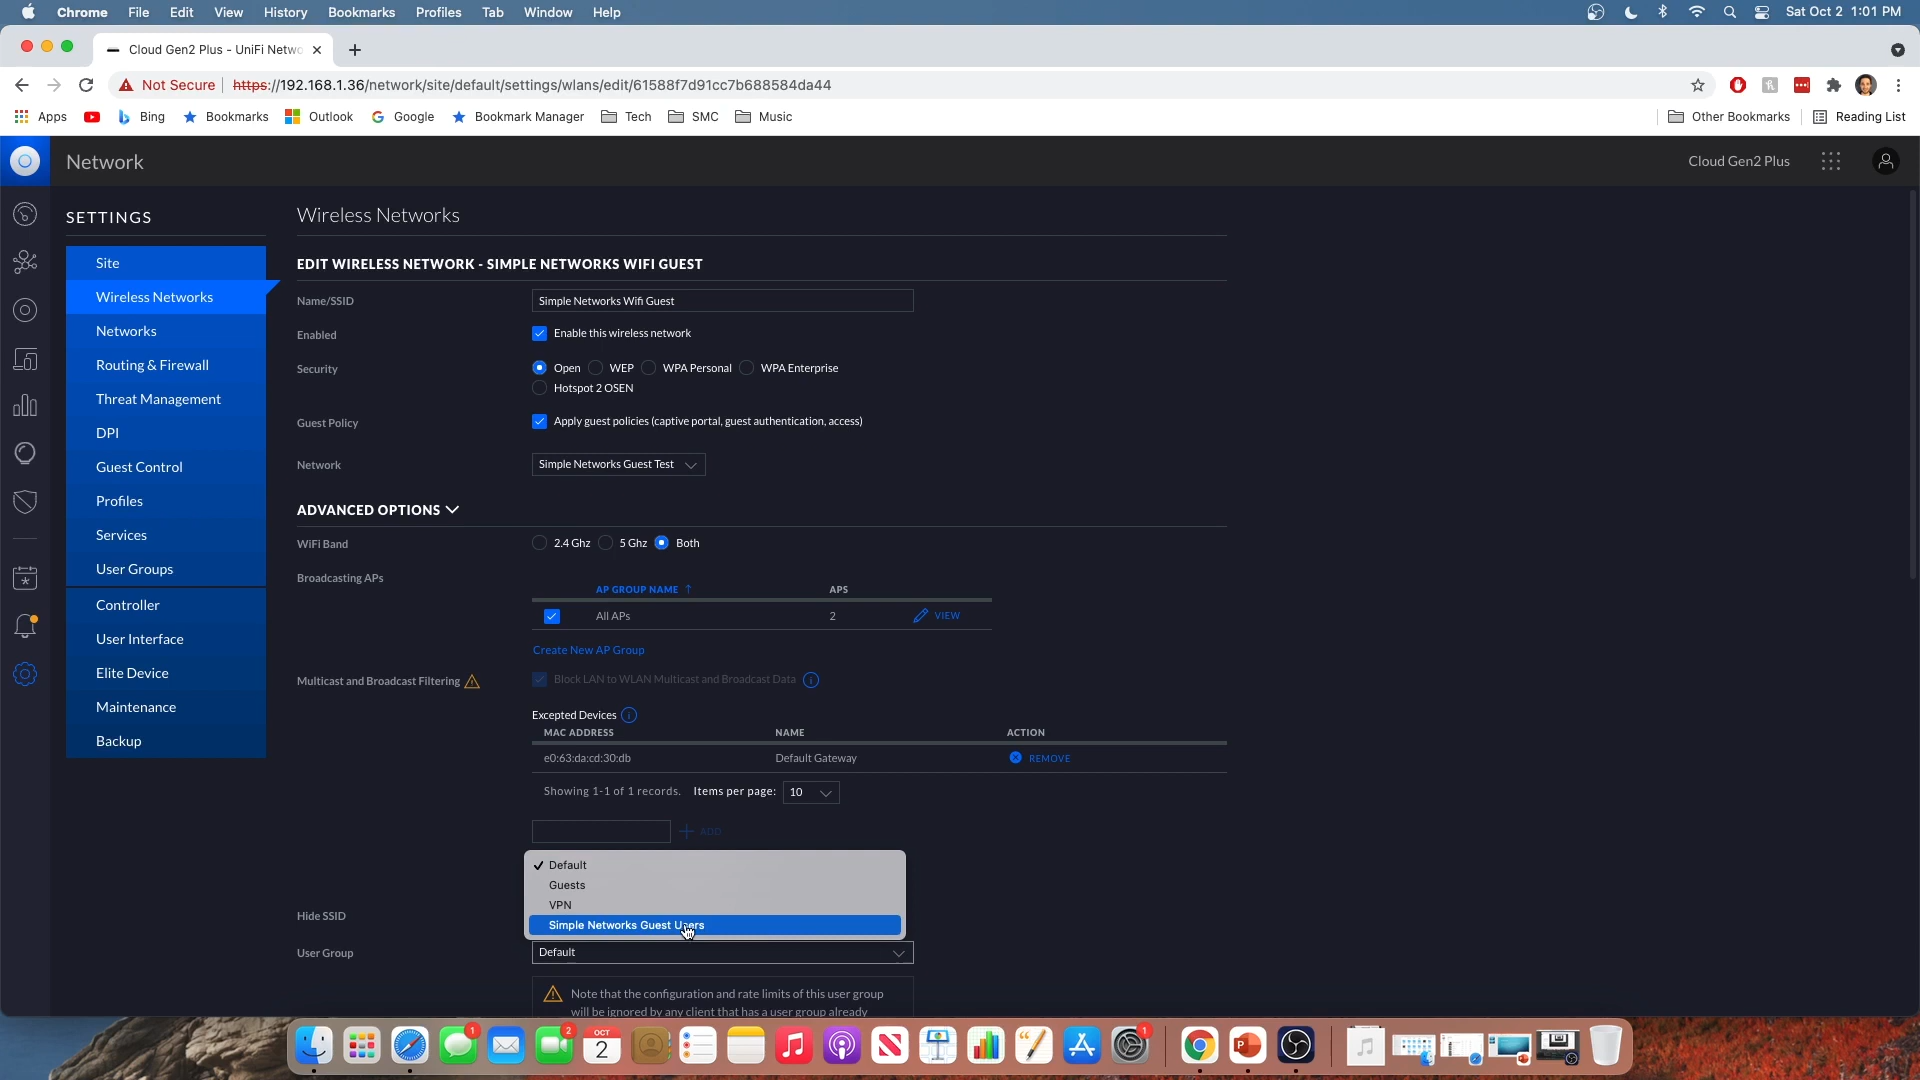 Chrome File Edit View History Bookmarks Profiles Tab Window Help
Sat Oct 2 1:01 PM
Cloud Gen2 Plus - UniFi Netwo
Not Secure https://192.168.1.36/network/site/default/settings/wlans/edit/61588f7d91cc7b688584da44
Apps Bing Bookmarks Outlook Google Bookmark Manager Tech SMC Music Other Bookmarks Reading List
Network
Cloud Gen2 Plus
SETTINGS
Site
Wireless Networks
Networks
Routing & Firewall
Threat Management
DPI
Guest Control
Profiles
Services
User Groups
Controller
User Interface
Elite Device
Maintenance
Backup
Wireless Networks
EDIT WIRELESS NETWORK - SIMPLE NETWORKS WIFI GUEST
Name/SSID Simple Networks Wifi Guest
Enabled Enable this wireless network
Security Open WEP WPA Personal WPA Enterprise
Hotspot 2 OSEN
Guest Policy Apply guest policies (captive portal, guest authentication, access)
Network Simple Networks Guest Test
ADVANCED OPTIONS
WiFi Band 2.4 Ghz 5 Ghz Both
Broadcasting APs
AP GROUP NAME APS
All APs 2 VIEW
Create New AP Group
Multicast and Broadcast Filtering Block LAN to WLAN Multicast and Broadcast Data
Excepted Devices
MAC ADDRESS NAME ACTION
e0:63:da:cd:30:db Default Gateway REMOVE
Showing 1-1 of 1 records. Items per page: 10
ADD
Default
Guests
VPN
Simple Networks Guest Users
Hide SSID
User Group Default
Note that the configuration and rate limits of this user group
will be ignored by any client that has a user group already
1
2
OCT
2
1